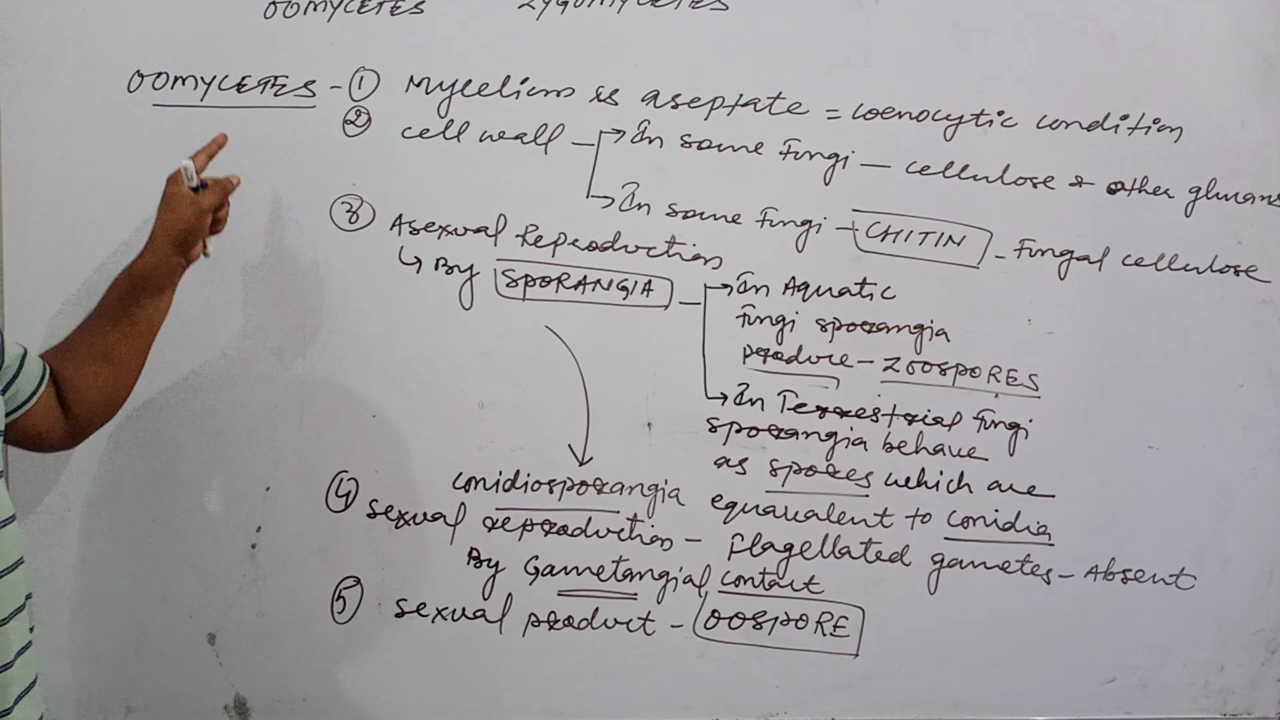 OOMYCETES ZYGOMYCETES
OOMYCETES - ① Mycelium is aseptate = coenocytic condition
② cell wall → In some Fungi - cellulose & other glucans
→ In some Fungi - CHITIN - Fungal cellulose
③ Asexual Reproduction
↳ By SPORANGIA → In Aquatic
Fungi sporangia
produce - ZOOSPORES
→ In Terrestrial Fungi
sporangia behave
as spores which are
equavalent to conidia
conidiosporangia
④ sexual reproduction - Flagellated gametes - Absent
By Gametangial contact
⑤ sexual product - OOSPORE